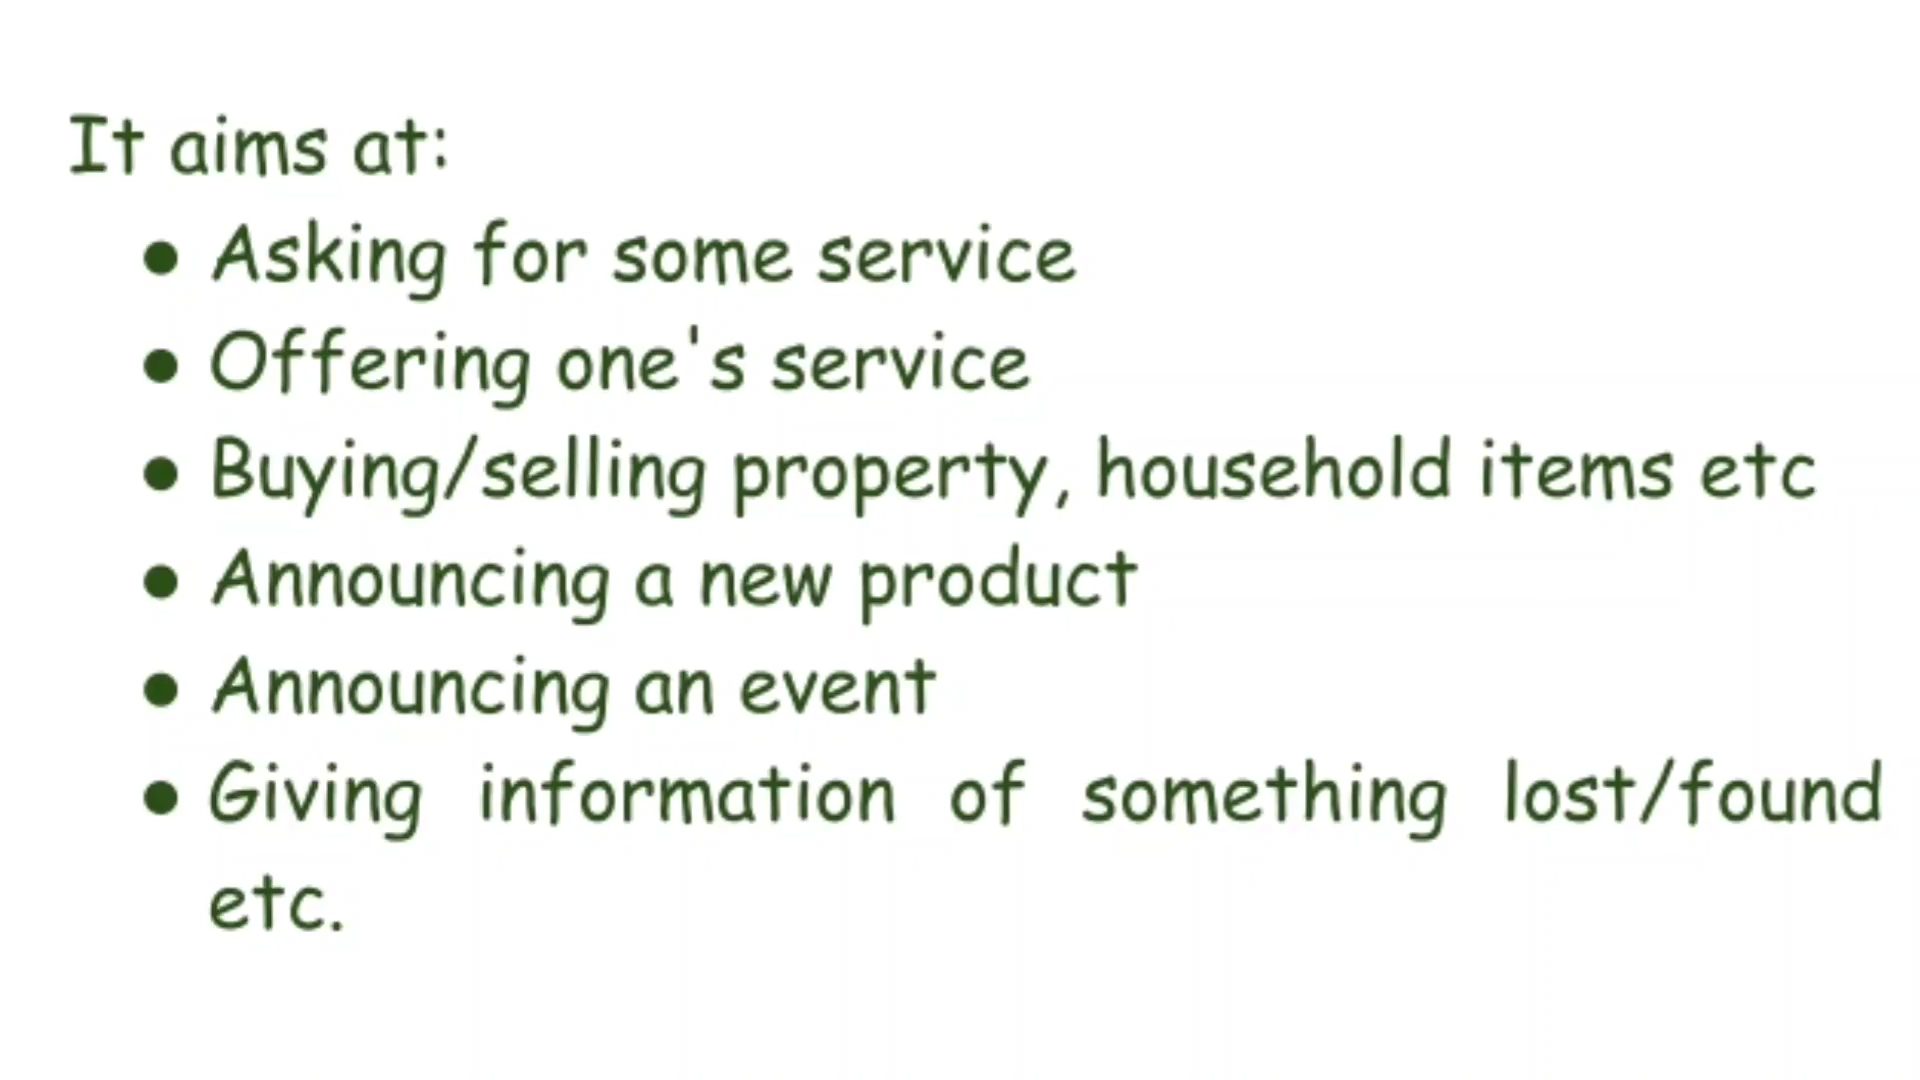 It aims at:
● Asking for some service
● Offering one's service
● Buying/selling property, household items etc
● Announcing a new product
● Announcing an event
● Giving information of something lost/found
etc.